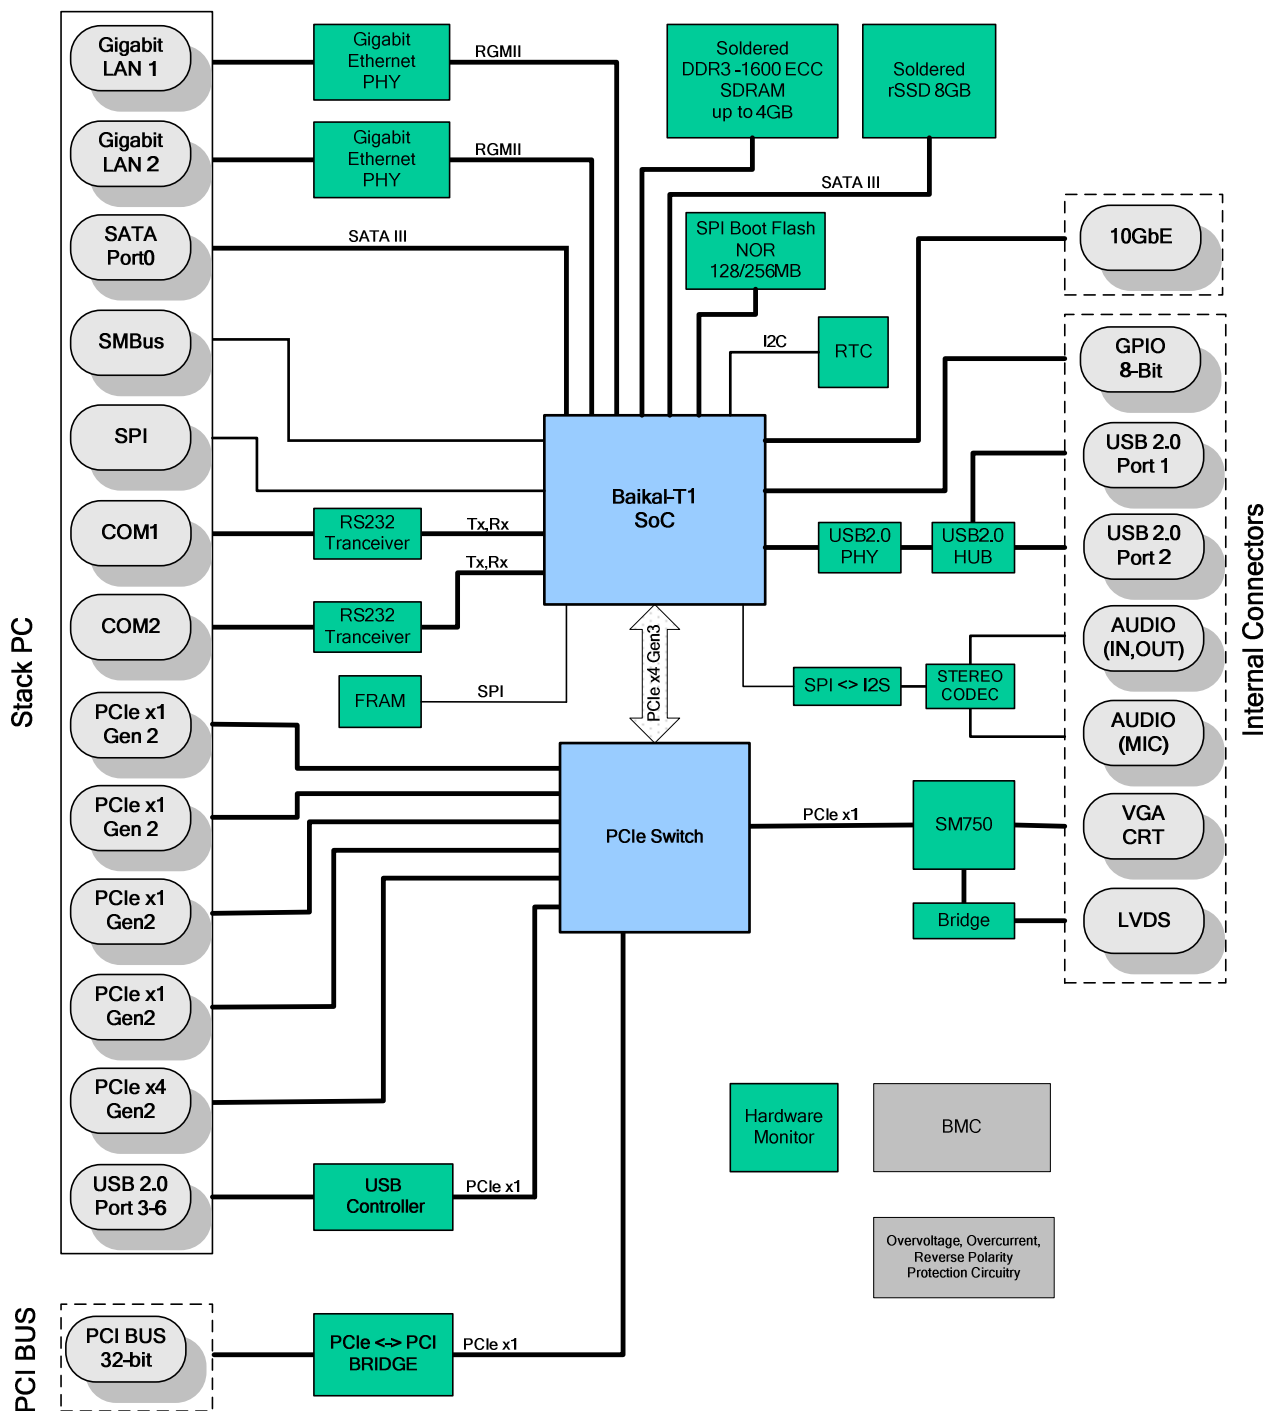 Gigabit
LAN 1
Gigabit
Ethernet
PHY
RGMII
Soldered
DDR3 -1600 ECC
SDRAM
up to 4GB
Soldered
rSSD 8GB
Gigabit
LAN 2
Gigabit
Ethernet
PHY
RGMII
SATA III
SATA
Port0
SATA III
SPI Boot Flash
NOR
128/256MB
10GbE
SMBus
I2C
RTC
GPIO
8-Bit
SPI
USB 2.0
Port 1
Baikal-T1
SoC
COM1
RS232
Tranceiver
Tx,Rx
USB2.0
PHY
USB2.0
HUB
USB 2.0
Port 2
Tx,Rx
COM2
RS232
Tranceiver
AUDIO
(IN,OUT)
Stack PC
Internal Connectors
PCIe x4 Gen3
FRAM
SPI
SPI <> I2S
STEREO
CODEC
PCIe x1
Gen 2
AUDIO
(MIC)
PCIe x1
Gen 2
PCIe Switch
PCIe x1
SM750
VGA
CRT
PCIe x1
Gen2
Bridge
LVDS
PCIe x1
Gen2
PCIe x4
Gen2
Hardware
Monitor
BMC
USB 2.0
Port 3-6
USB
Controller
PCIe x1
Overvoltage, Overcurrent,
Reverse Polarity
Protection Circuitry
PCI BUS
PCI BUS
32-bit
PCIe <-> PCI
BRIDGE
PCIe x1